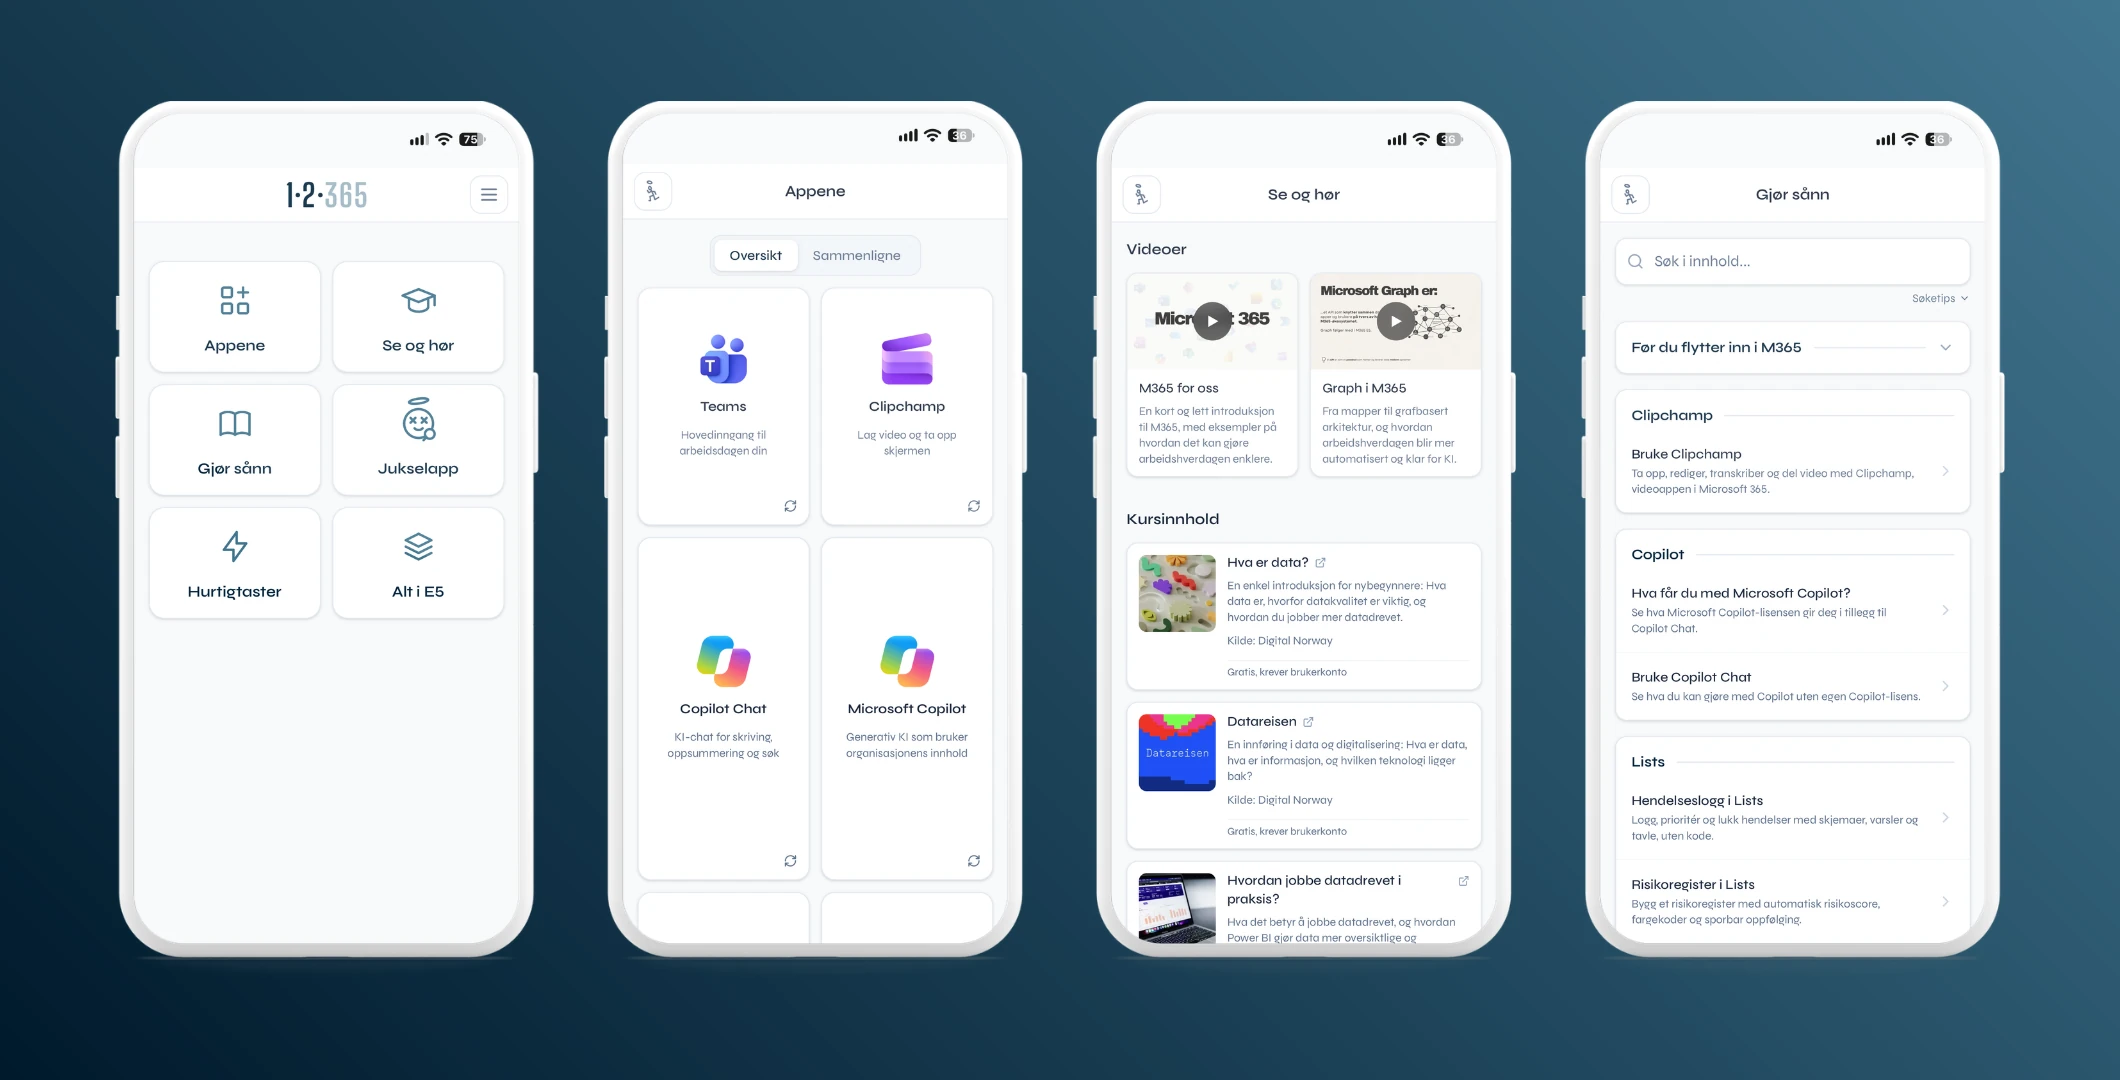 75
1·2·365
Appene
Se og hør
Gjør sånn
Jukselapp
Hurtigtaster
Alt i E5
36
Appene
Oversikt
Sammenligne
Teams
Hovedinngang til
arbeidsdagen din
Clipchamp
Lag video og ta opp
skjermen
Copilot Chat
KI-chat for skriving,
oppsummering og søk
Microsoft Copilot
Generativ KI som bruker
organisasjonens innhold
36
Se og hør
Videoer
365
M365 for oss
En kort og lett introduksjon
til M365, med eksempler på
hvordan det kan gjøre
arbeidshverdagen enklere.
Microsoft Graph er:
Graph i M365
Fra mapper til grafbasert
arkitektur, og hvordan
arbeidshverdagen blir mer
automatisert og klar for KI.
Kursinnhold
Hva er data?
En enkel introduksjon for nybegynnere: Hva
data er, hvorfor datakvalitet er viktig, og
hvordan du jobber mer datadrevet.
Kilde: Digital Norway
Gratis, krever brukerkonto
Datareisen
Datareisen
En innføring i data og digitalisering: Hva er data,
hva er informasjon, og hvilken teknologi ligger
bak?
Kilde: Digital Norway
Gratis, krever brukerkonto
Hvordan jobbe datadrevet i
praksis?
Hva det betyr å jobbe datadrevet, og hvordan
Power BI gjør data mer oversiktlige og
36
Gjør sånn
Søk i innhold...
Søketips
Før du flytter inn i M365
Clipchamp
Bruke Clipchamp
Ta opp, rediger, transkriber og del video med Clipchamp,
videoappen i Microsoft 365.
Copilot
Hva får du med Microsoft Copilot?
Se hva Microsoft Copilot-lisensen gir deg i tillegg til
Copilot Chat.
Bruke Copilot Chat
Se hva du kan gjøre med Copilot uten egen Copilot-lisens.
Lists
Hendelseslogg i Lists
Logg, prioritér og lukk hendelser med skjemaer, varsler og
tavle, uten kode.
Risikoregister i Lists
Bygg et risikoregister med automatisk risikoscore,
fargekoder og sporbar oppfølging.